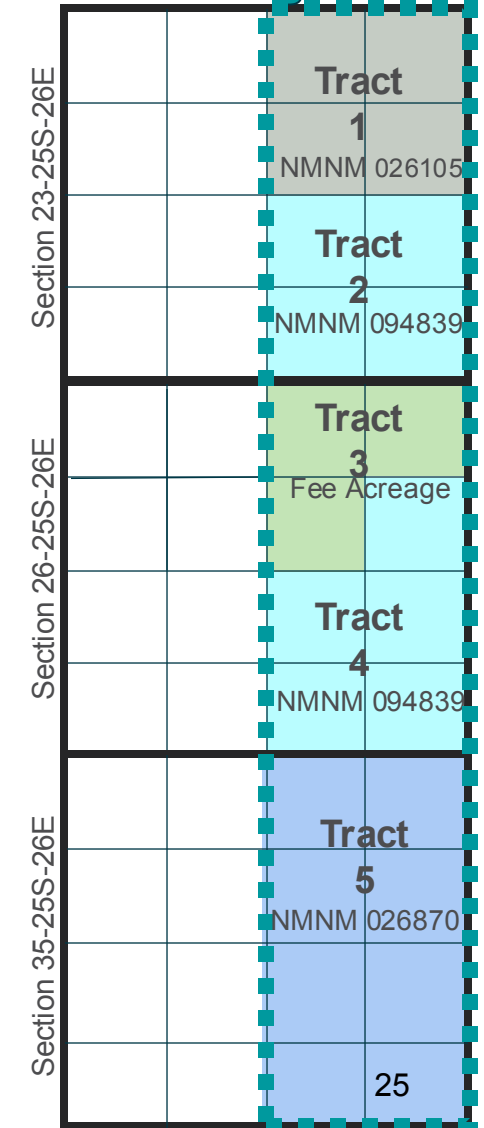 Section 23-25S-26E
Tract
1
NMNM 026105
Tract
2
NMNM 094839
Section 26-25S-26E
Tract
3
Fee Acreage
Tract
4
NMNM 094839
Section 35-25S-26E
Tract
5
NMNM 026870
25